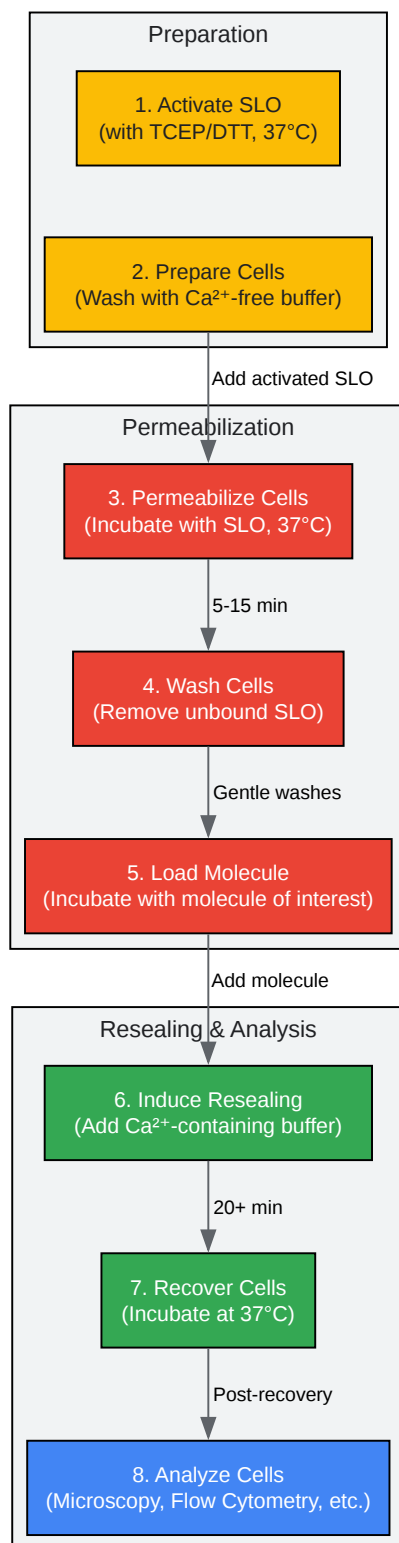 Preparation
1. Activate SLO
(with TCEP/DTT, 37°C)
2. Prepare Cells
(Wash with Ca²⁺-free buffer)
Add activated SLO
Permeabilization
3. Permeabilize Cells
(Incubate with SLO, 37°C)
5-15 min
4. Wash Cells
(Remove unbound SLO)
Gentle washes
5. Load Molecule
(Incubate with molecule of interest)
Add molecule
Resealing & Analysis
6. Induce Resealing
(Add Ca²⁺-containing buffer)
20+ min
7. Recover Cells
(Incubate at 37°C)
Post-recovery
8. Analyze Cells
(Microscopy, Flow Cytometry, etc.)